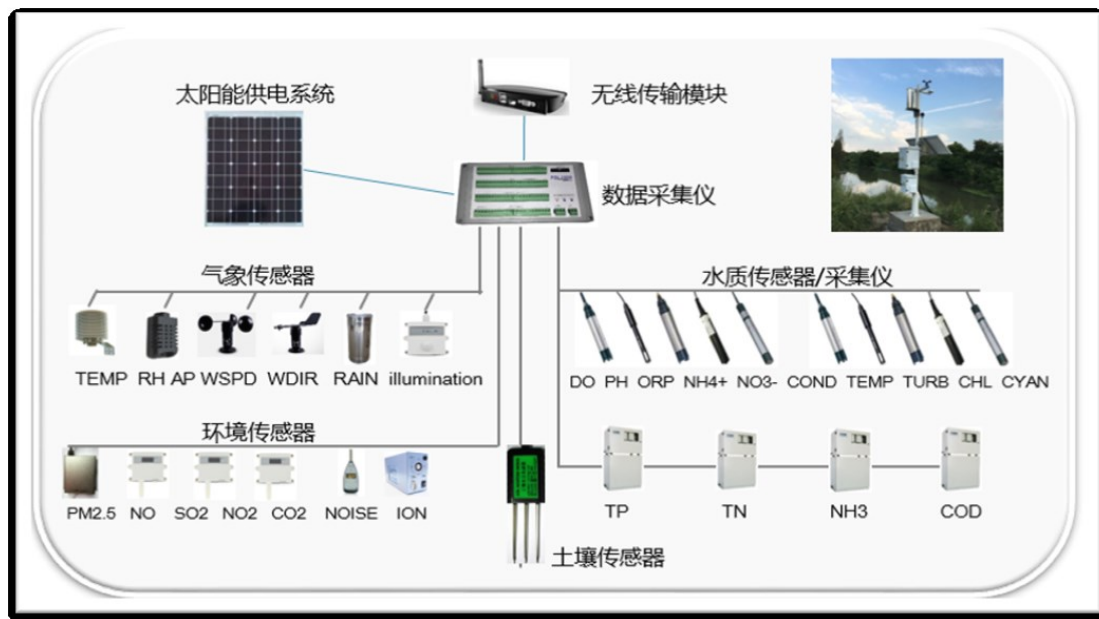 太阳能供电系统
无线传输模块
数据采集仪
气象传感器
水质传感器/采集仪
TEMP RH AP WSPD WDIR RAIN illumination
DO PH ORP NH4+ NO3- COND TEMP TURB CHL CYAN
环境传感器
PM2.5 NO SO2 NO2 CO2 NOISE ION
TP TN NH3 COD
土壤传感器